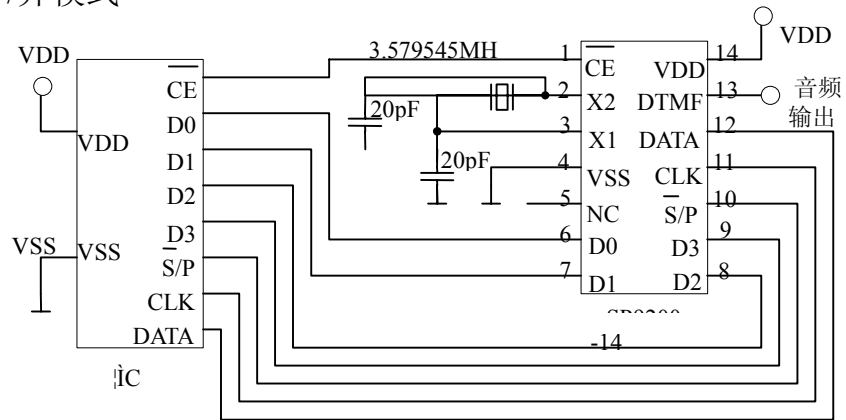 VDD
VDD
CE
D0
D1
D2
D3
S/P
CLK
DATA
VSS
VSS
μC
3.579545MH
20pF
20pF
1
2
3
4
5
6
7
CE
X2
X1
VSS
NC
D0
D1
14
13
12
11
10
9
8
VDD
DTMF
DATA
CLK
S/P
D3
D2
VDD
音频
输出
-14